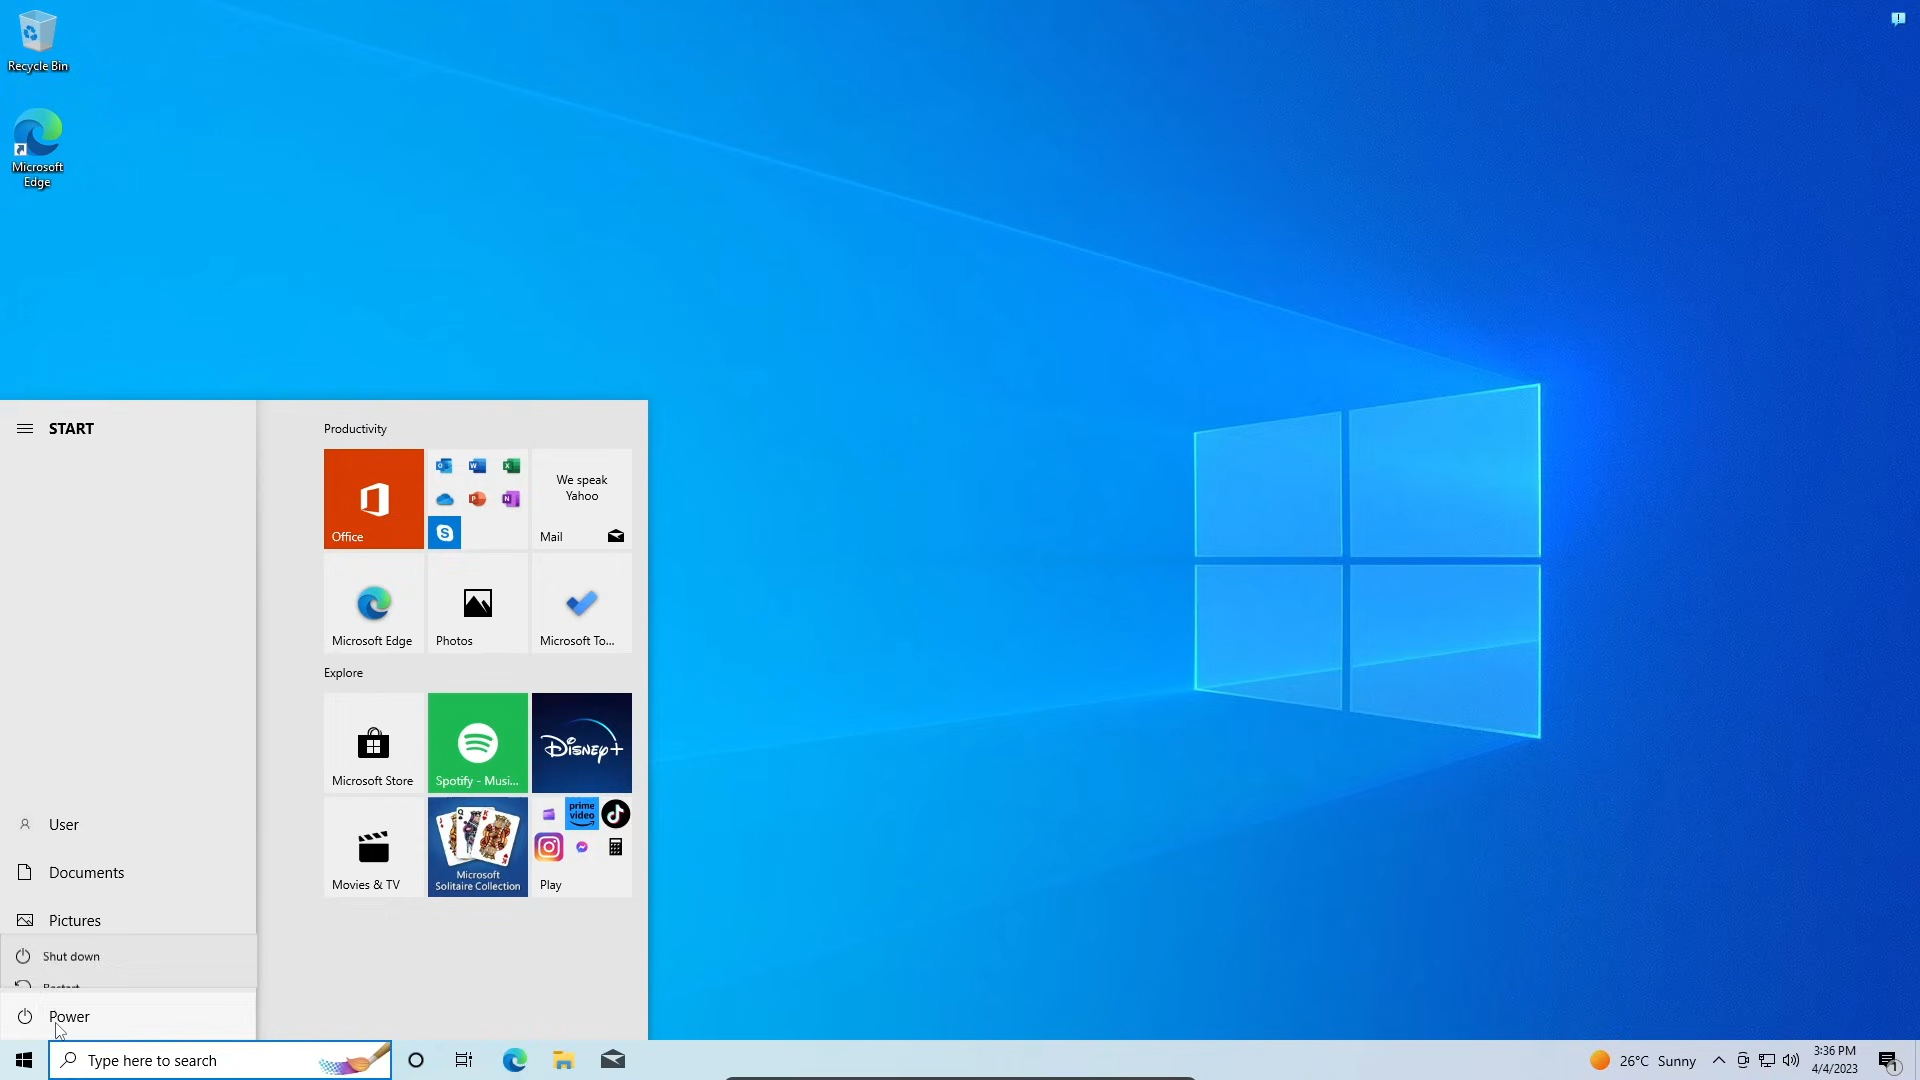 Recycle Bin
Microsoft
Edge
START
Productivity
Office
We speak
Yahoo
Mail
Microsoft Edge
Photos
Microsoft To...
Explore
Microsoft Store
Spotify - Musi...
Disney+
Movies & TV
Microsoft
Solitaire Collection
prime
video
Play
User
Documents
Pictures
Shut down
Restart
Power
Type here to search
26°C Sunny
3:36 PM
4/4/2023
1